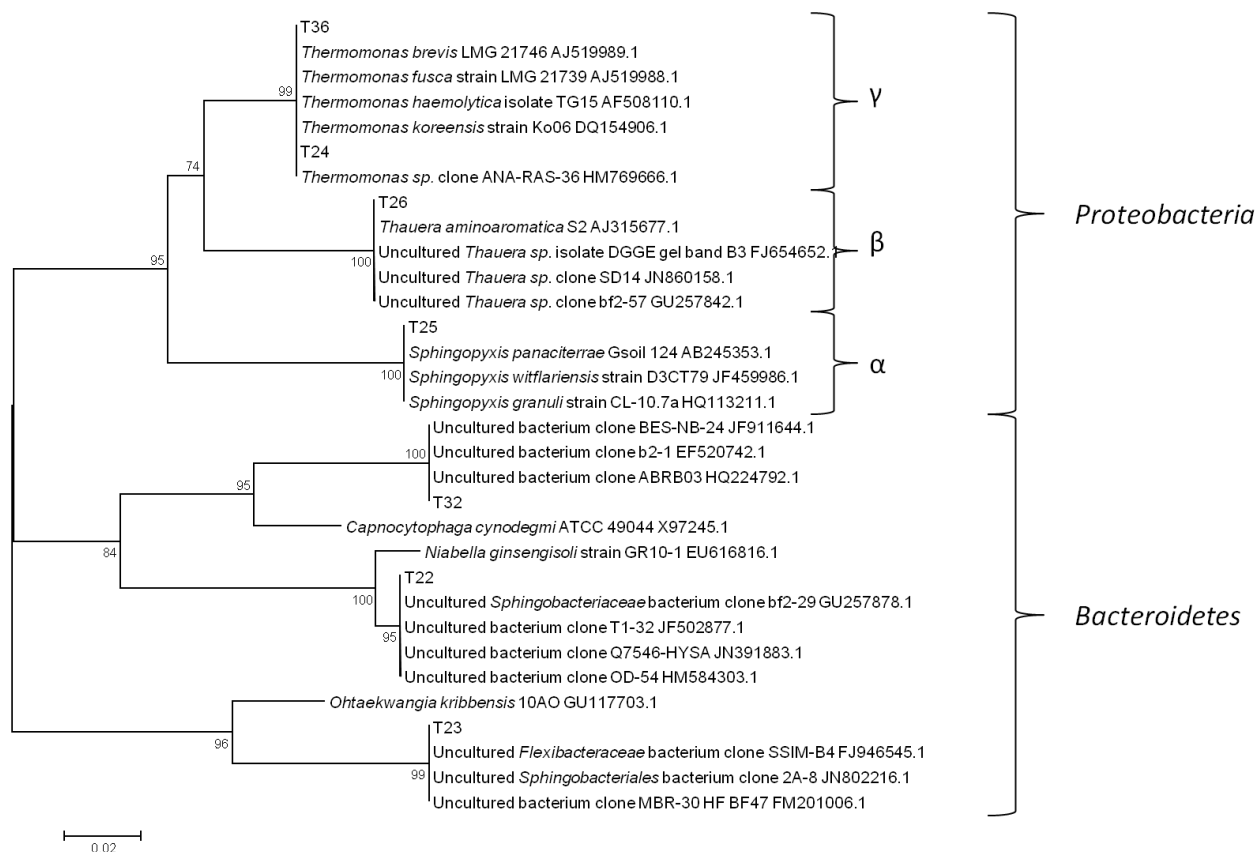 T36
Thermomonas brevis LMG 21746 AJ519989.1
Thermomonas fusca strain LMG 21739 AJ519988.1
99
Thermomonas haemolytica isolate TG15 AF508110.1
γ
Thermomonas koreensis strain Ko06 DQ154906.1
T24
74
Thermomonas sp. clone ANA-RAS-36 HM769666.1
T26
Proteobacteria
Thauera aminoaromatica S2 AJ315677.1
Uncultured Thauera sp. isolate DGGE gel band B3 FJ654652.1
β
95
100
Uncultured Thauera sp. clone SD14 JN860158.1
Uncultured Thauera sp. clone bf2-57 GU257842.1
T25
Sphingopyxis panaciterrae Gsoil 124 AB245353.1
α
100
Sphingopyxis witflariensis strain D3CT79 JF459986.1
Sphingopyxis granuli strain CL-10.7a HQ113211.1
Uncultured bacterium clone BES-NB-24 JF911644.1
100
Uncultured bacterium clone b2-1 EF520742.1
Uncultured bacterium clone ABRB03 HQ224792.1
95
T32
Capnocytophaga cynodegmi ATCC 49044 X97245.1
84
Niabella ginsengisoli strain GR10-1 EU616816.1
T22
100
Uncultured Sphingobacteriaceae bacterium clone bf2-29 GU257878.1
Bacteroidetes
Uncultured bacterium clone T1-32 JF502877.1
95
Uncultured bacterium clone Q7546-HYSA JN391883.1
Uncultured bacterium clone OD-54 HM584303.1
Ohtaekwangia kribbensis 10AO GU117703.1
T23
96
Uncultured Flexibacteraceae bacterium clone SSIM-B4 FJ946545.1
99
Uncultured Sphingobacteriales bacterium clone 2A-8 JN802216.1
Uncultured bacterium clone MBR-30 HF BF47 FM201006.1
0.02